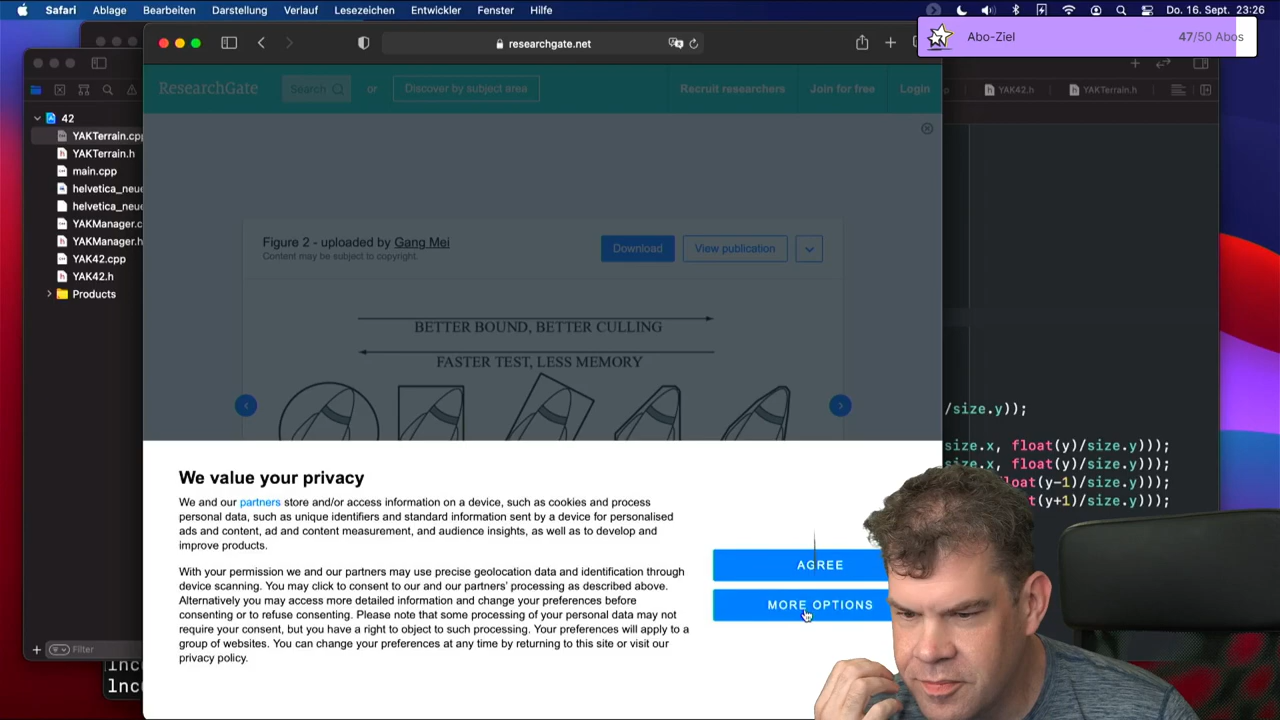 Safari Ablage Bearbeiten Darstellung Verlauf Lesezeichen Entwickler Fenster Hilfe
Do. 16. Sept. 23:26
Abo-Ziel 47/50 Abos
researchgate.net
ResearchGate Search or Discover by subject area Recruit researchers Join for free Login
YAK42.h YAKTerrain.h
42
YAKTerrain.cpp
YAKTerrain.h
main.cpp
helvetica_neue
helvetica_neue
YAKManager.c
YAKManager.h
YAK42.cpp
YAK42.h
Products
Filter
Figure 2 - uploaded by Gang Mei
Content may be subject to copyright.
Download View publication
BETTER BOUND, BETTER CULLING
FASTER TEST, LESS MEMORY
/size.y));
size.x, float(y)/size.y)));
size.x, float(y)/size.y)));
loat(y-1)/size.y)));
(y+1)/size.y)));
We value your privacy
We and our partners store and/or access information on a device, such as cookies and process
personal data, such as unique identifiers and standard information sent by a device for personalised
ads and content, ad and content measurement, and audience insights, as well as to develop and
improve products.
With your permission we and our partners may use precise geolocation data and identification through
device scanning. You may click to consent to our and our partners' processing as described above.
Alternatively you may access more detailed information and change your preferences before
consenting or to refuse consenting. Please note that some processing of your personal data may not
require your consent, but you have a right to object to such processing. Your preferences will apply to a
group of websites. You can change your preferences at any time by returning to this site or visit our
privacy policy.
AGREE
MORE OPTIONS